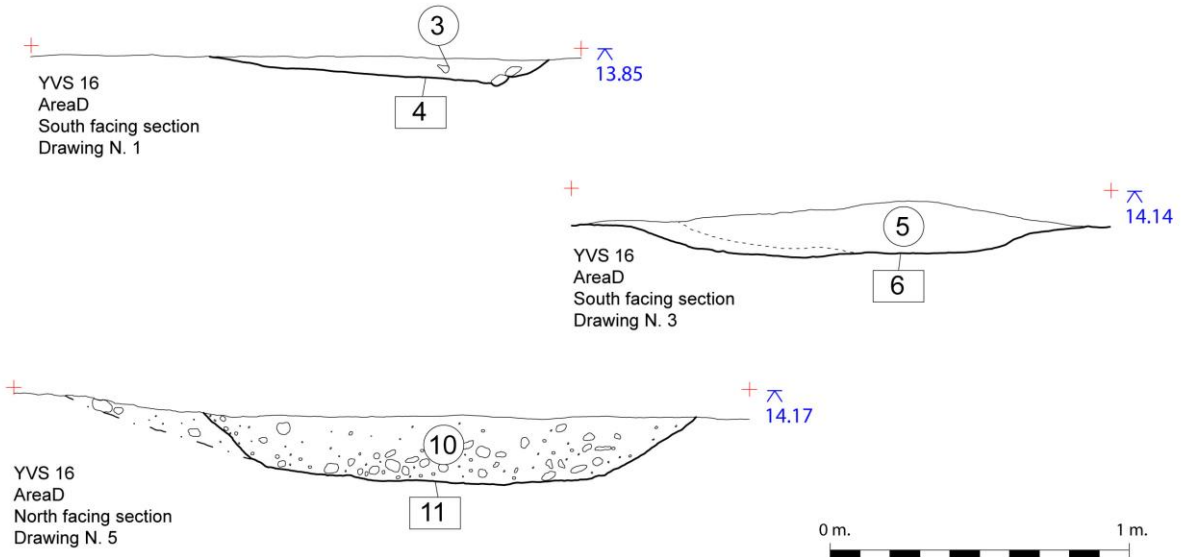 3
13.85
YVS 16
AreaD
South facing section
Drawing N. 1
4
14.14
5
YVS 16
AreaD
South facing section
Drawing N. 3
6
14.17
10
YVS 16
AreaD
North facing section
Drawing N. 5
11
0 m.
1 m.